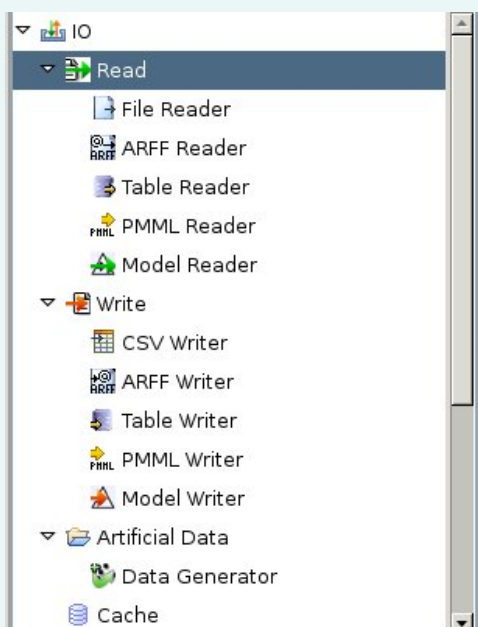 IO
Read
File Reader
ARFF Reader
Table Reader
PMML Reader
Model Reader
Write
CSV Writer
ARFF Writer
Table Writer
PMML Writer
Model Writer
Artificial Data
Data Generator
Cache